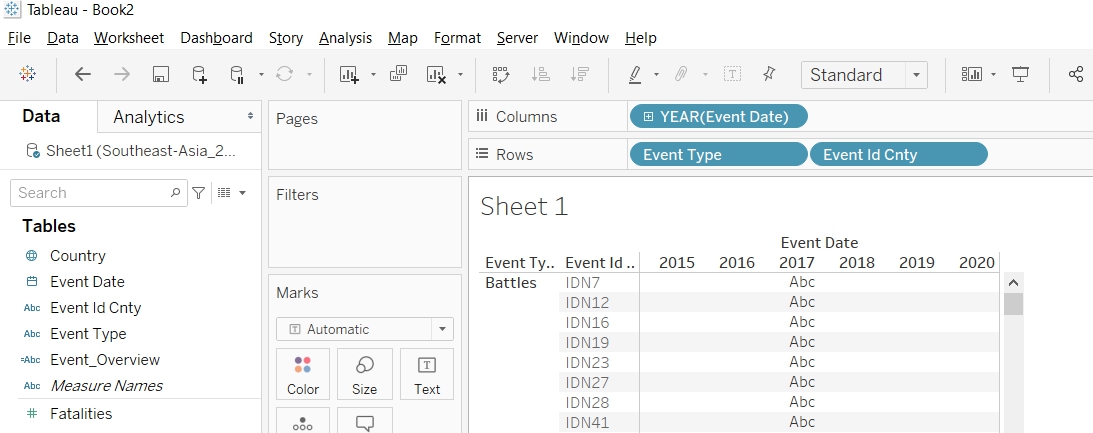 Tableau - Book2
File Data Worksheet Dashboard Story Analysis Map Format Server Window Help
Standard
Data Analytics
Pages
Columns YEAR(Event Date)
Sheet1 (Southeast-Asia_2...
Rows Event Type Event Id Cnty
Search
Filters
Sheet 1
Tables
Event Date
Event Ty.. Event Id .. 2015 2016 2017 2018 2019 2020
Country
Battles IDN7 Abc
Event Date
IDN12 Abc
Marks
Abc Event Id Cnty
IDN16 Abc
Automatic
Abc Event Type
IDN19 Abc
=Abc Event_Overview
IDN23 Abc
Abc Measure Names
Color Size T Text
IDN27 Abc
IDN28 Abc
# Fatalities
IDN41 Abc